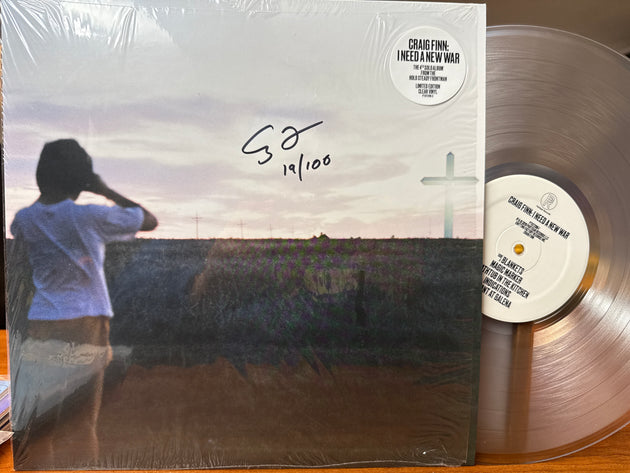 CRAIG FINN:
I NEED A NEW WAR
THE 4TH SOLO ALBUM
FROM THE
HOLD STEADY FRONTMAN
LIMITED EDITION
CLEAR VINYL
19/100
CRAIG FINN: I NEED A NEW WAR
BLANKETS
MAGIC MARKER
IN THE KITCHEN
INDICATIONS
AT GALENA